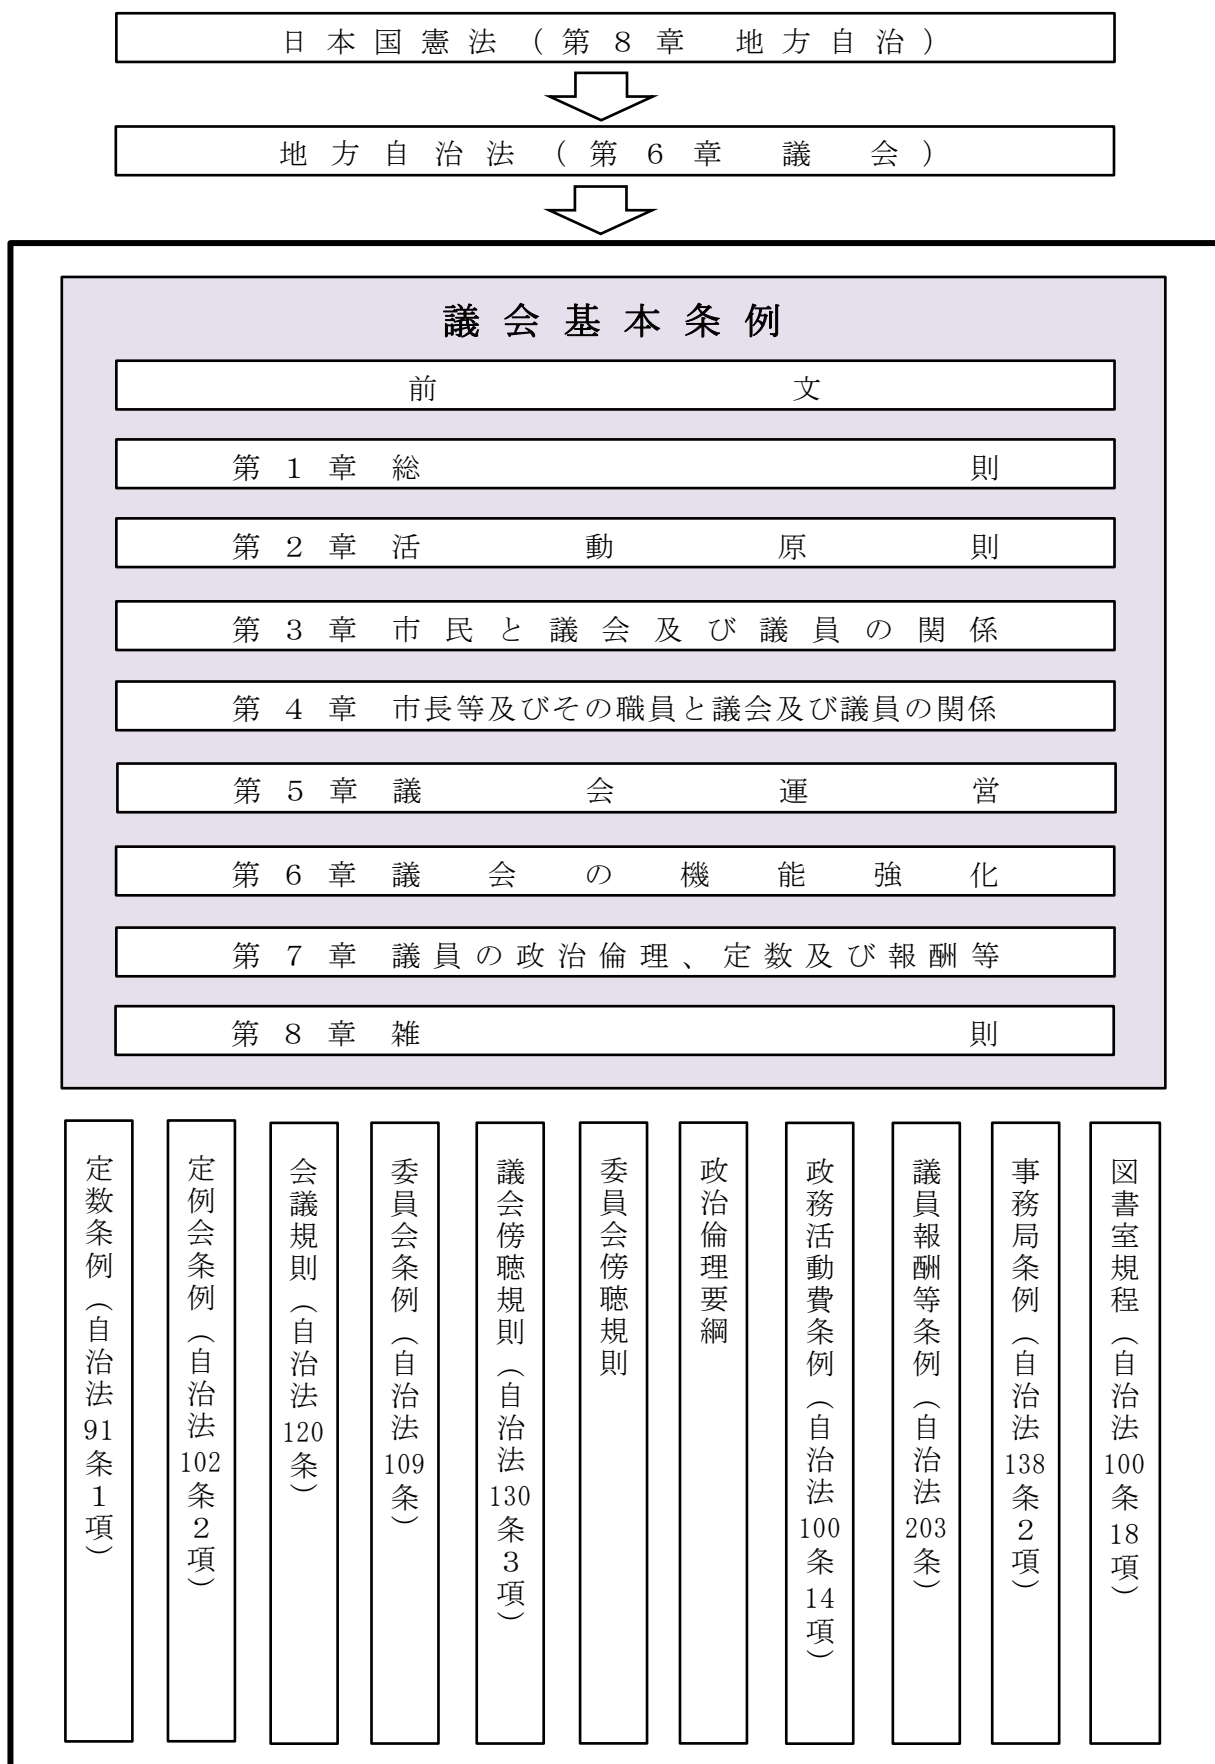 日本国憲法(第８章 地方自治)
地方自治法(第６章 議会)
議会基本条例
前文
第１章 総則
第２章 活動原則
第３章 市民と議会及び議員の関係
第４章 市長等及びその職員と議会及び議員の関係
第５章 議会運営
第６章 議会の機能強化
第７章 議員の政治倫理、定数及び報酬等
第８章 雑則
定数条例(自治法91条１項)
定例会条例(自治法102条２項)
会議規則(自治法120条)
委員会条例(自治法109条)
議会傍聴規則(自治法130条３項)
委員会傍聴規則
政治倫理要綱
政務活動費条例(自治法100条14項)
議員報酬等条例(自治法203条)
事務局条例(自治法138条２項)
図書室規程(自治法100条18項)